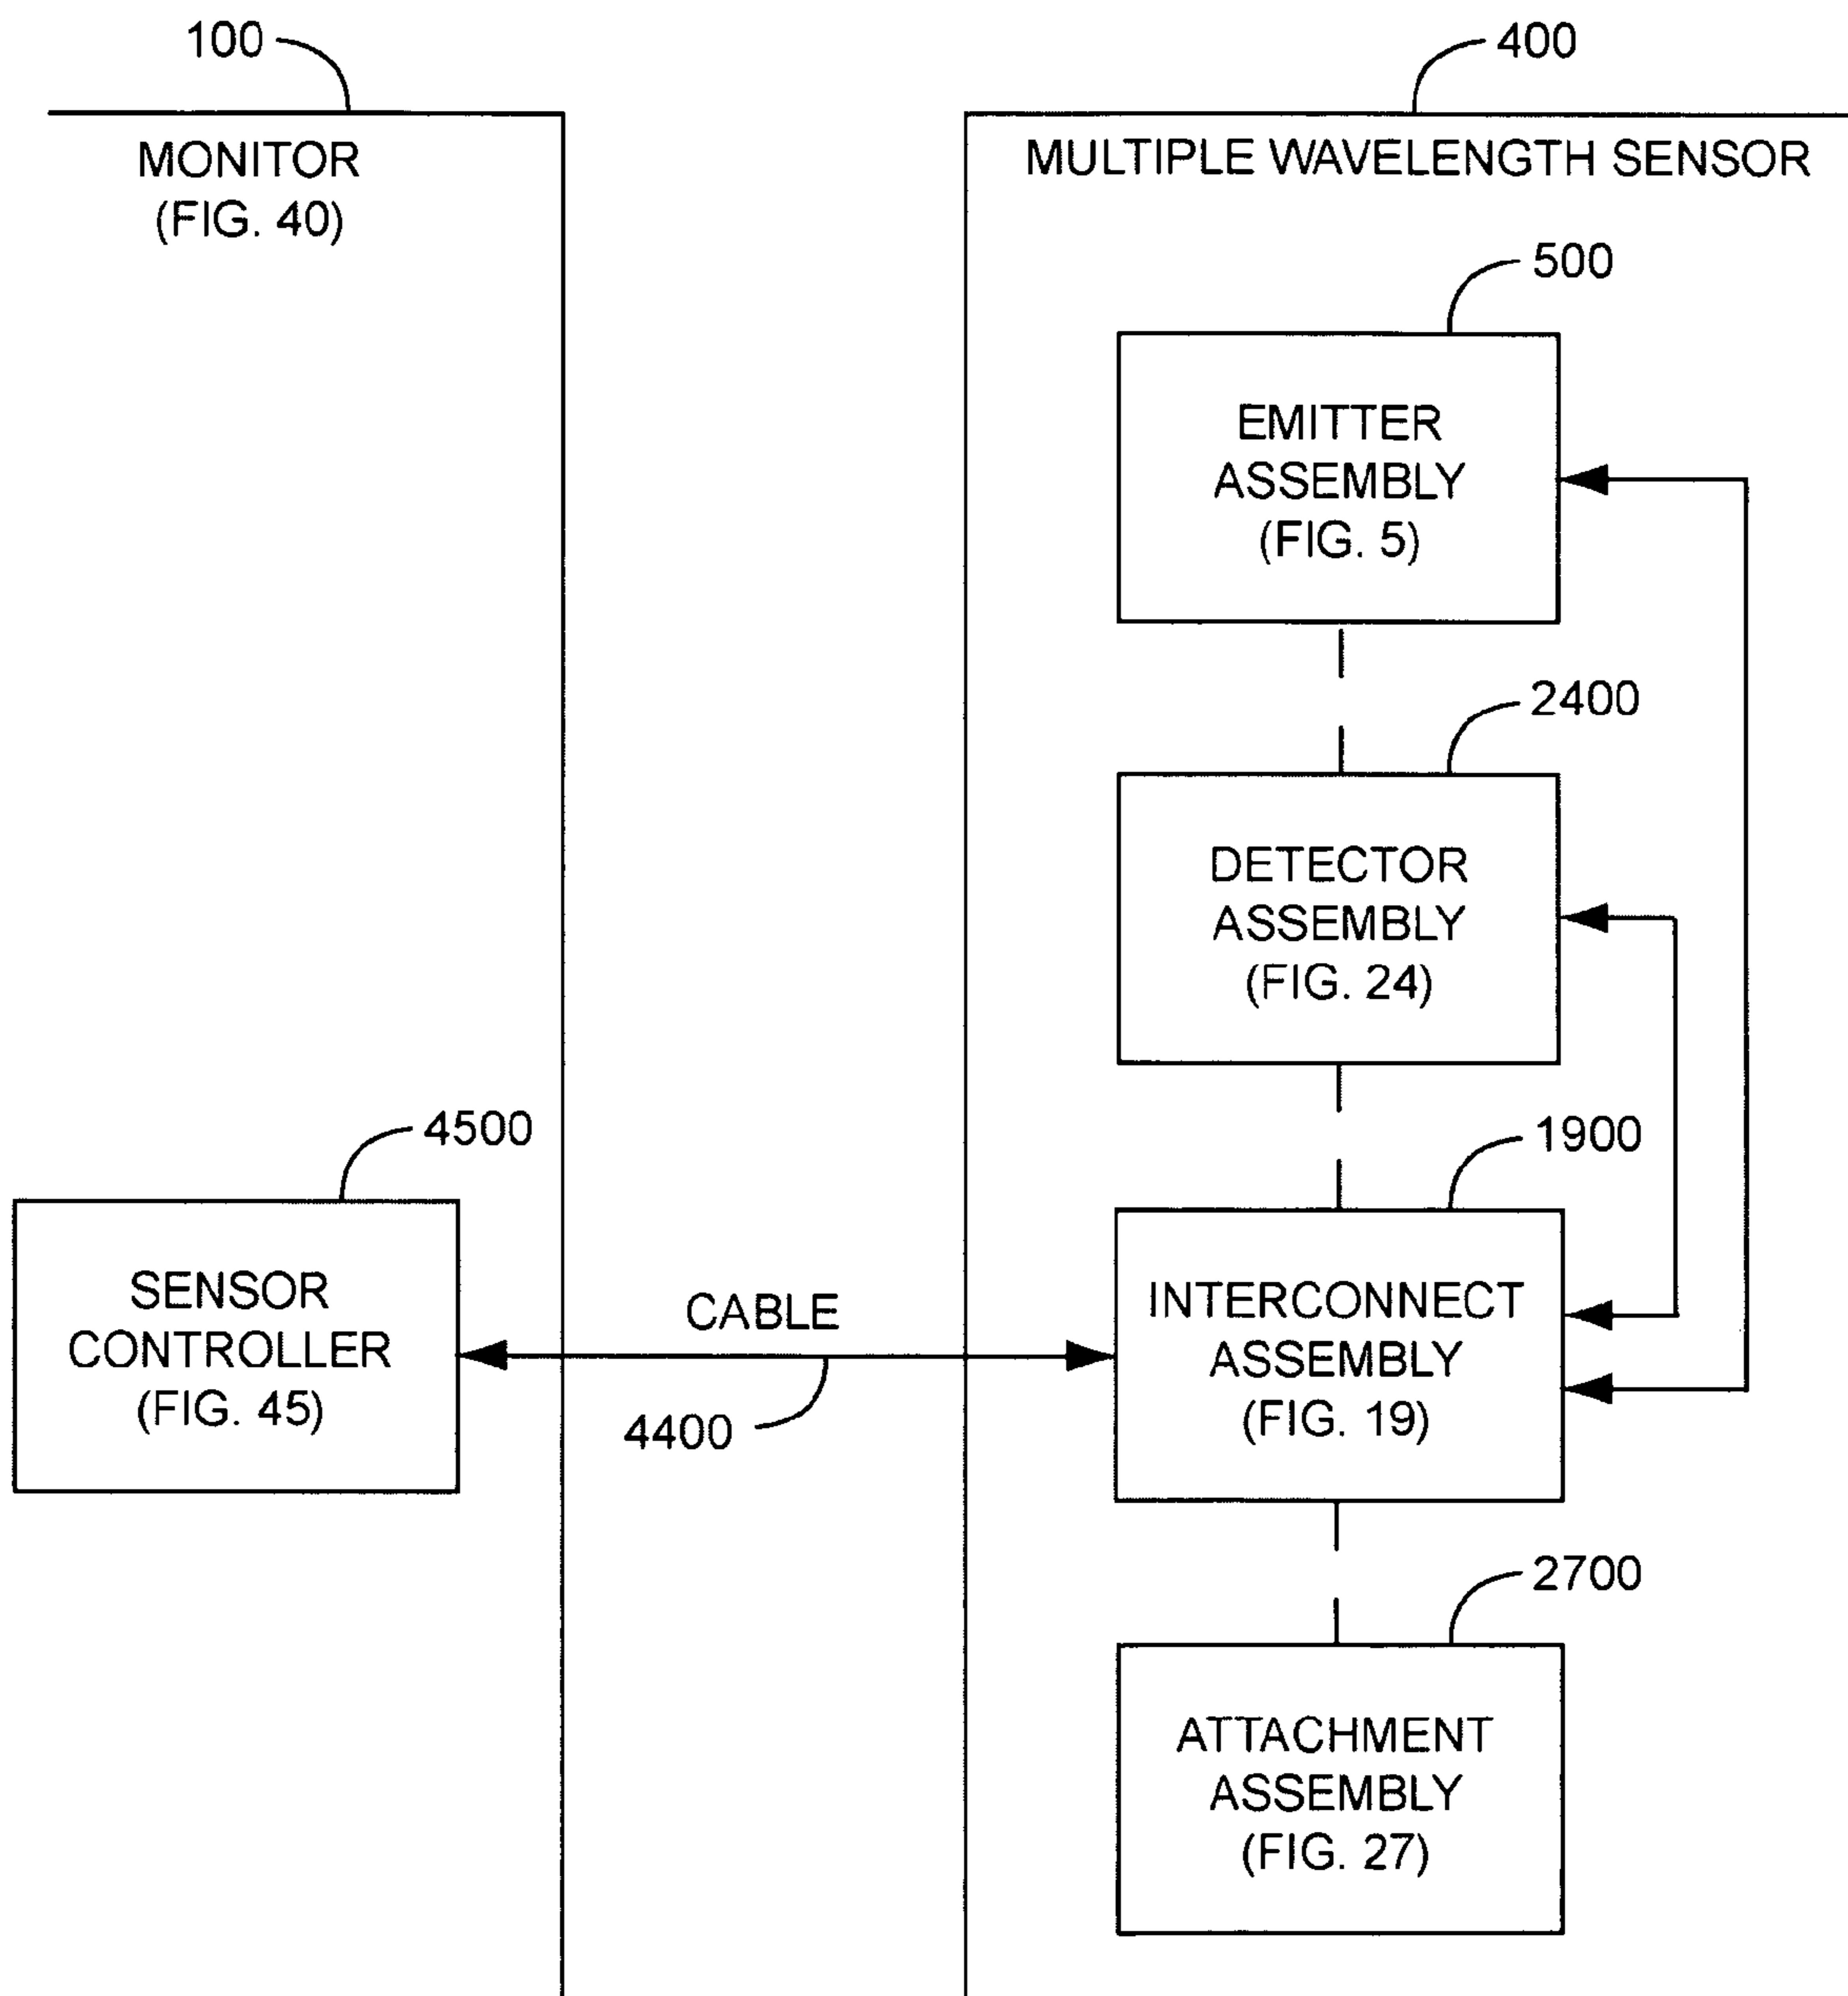 100
MONITOR
(FIG. 40)
400
MULTIPLE WAVELENGTH SENSOR
500
EMITTER
ASSEMBLY
(FIG. 5)
2400
DETECTOR
ASSEMBLY
(FIG. 24)
4500
SENSOR
CONTROLLER
(FIG. 45)
CABLE
4400
1900
INTERCONNECT
ASSEMBLY
(FIG. 19)
2700
ATTACHMENT
ASSEMBLY
(FIG. 27)